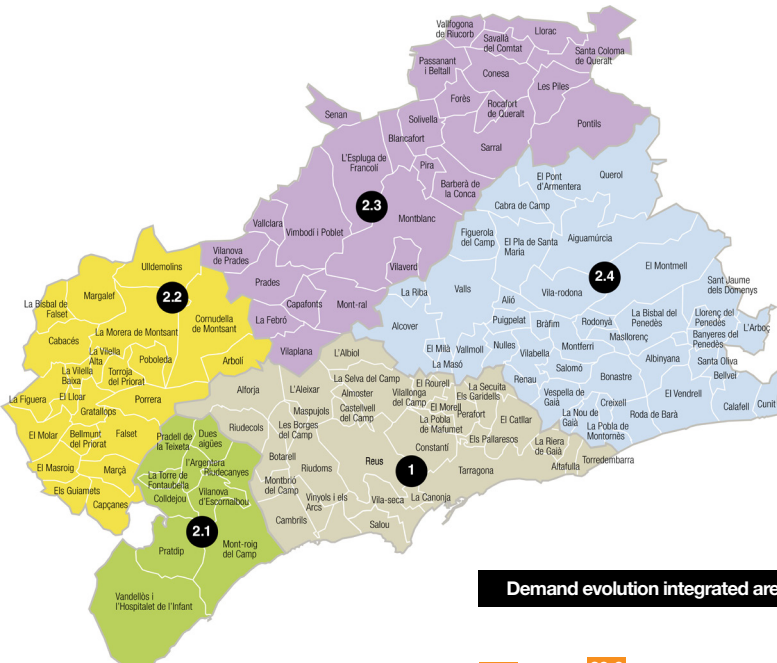 Vallfogona
de Riucorb
Llorac
Savallà
del Comtat
Santa Coloma
de Queralt
Passanant
i Beltall
Conesa
Les Piles
Forès
Rocafort
de Queralt
Senan
Solivella
Pontils
Blancafort
Sarral
L'Espluga de
Francolí
Pira
Barberà de
la Conca
2.3
Montblanc
Vallclara
Vimbodí i Poblet
Vilanova
de Prades
Vilaverd
Prades
Capafonts
Mont-ral
La Febró
Vilaplana
El Pont
d'Armentera
Querol
Cabra de Camp
Figuerola
del Camp
El Pla de Santa
María
Aiguamúrcia
2.4
El Montmell
Sant Jaume
dels Domenys
La Riba
Valls
Alió
Vila-rodona
Alcover
Puigpelat
Bràfim
Rodonyà
La Bisbal del
Penedès
Llorenç del
Penedès
L'Arboç
Masllorenç
Banyeres del
Penedès
El Milà
Vallmoll
Nulles
Vilabella
Montferri
Albinyana
Santa Oliva
La Masó
Salomó
Bellvei
Renau
Bonastre
Vespella de
Gaià
El Vendrell
Creixell
Calafell
Cunit
La Nou de
Gaià
Roda de Barà
La Pobla de
Montornès
Ulldemolins
Margalef
2.2
La Bisbal de
Falset
Cornudella
de Montsant
Cabacés
La Morera de Montsant
La Vilella
Alta
Poboleda
Arbolí
La Vilella
Baixa
Torroja
del Priorat
La Figuera
El Lloar
Porrera
Gratallops
El Molar
Bellmunt
del Priorat
Falset
El Masroig
Marçà
Els Guiamets
Capçanes
L'Albiol
Alforja
L'Aleixar
La Selva del Camp
El Rourell
La Secuita
Almoster
Vilallonga
del Camp
Els Garidells
Maspujols
Castellvell
del Camp
El Morell
Perafort
Riudecols
Les Borges
del Camp
La Pobla
de Mafumet
El Catllar
Els Pallaresos
La Riera
de Gaià
Botarell
Constantí
Reus
Riudoms
1
Tarragona
Altafulla
Torredembarra
Montbrió
del Camp
Vinyols i els
Arcs
Vila-seca
La Canonja
Cambrils
Salou
Pradell de
la Teixeta
Dues
aigües
l'Argentera
Riudecanyes
La Torre de
Fontaubella
Colldejou
Vilanova
d'Escornalbou
2.1
Pratdip
Mont-roig
del Camp
Vandellòs i
l'Hospitalet de l'Infant
Demand evolution integrated are